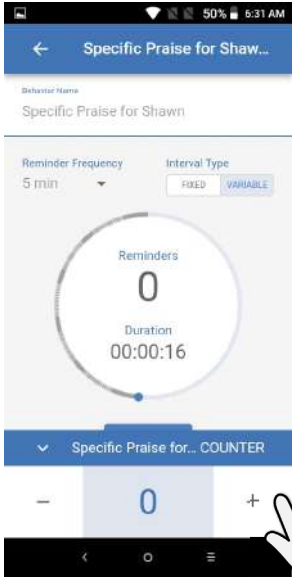 50% 6:31 AM
Specific Praise for Shaw...
Behavior Name
Specific Praise for Shawn
Reminder Frequency Interval Type
5 min FIXED VARIABLE
Reminders
0
Duration
00:00:16
Specific Praise for... COUNTER
− 0 +